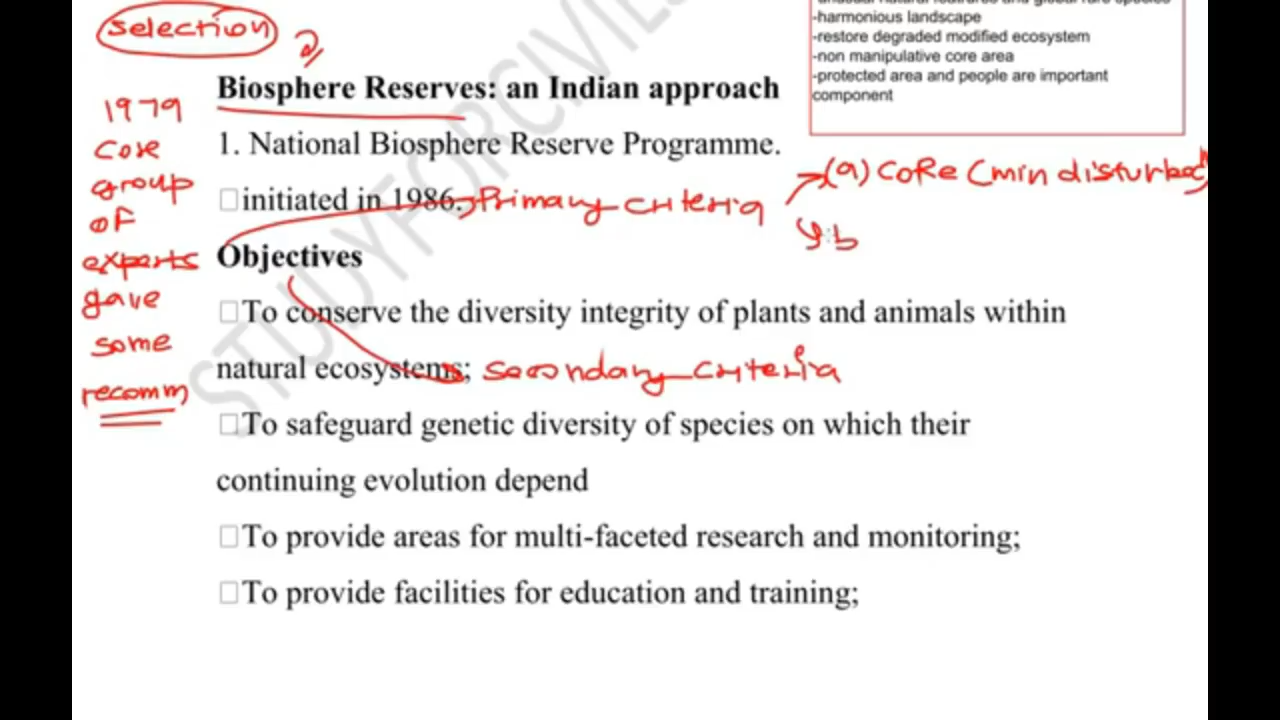 -harmonious landscape
-restore degraded modified ecosystem
-non manipulative core area
-protected area and people are important
component
selection
Biosphere Reserves: an Indian approach
1. National Biosphere Reserve Programme.
(a) CoRe (min disturbed)
□initiated in 1986. Primary criteria
b
Objectives
□To conserve the diversity integrity of plants and animals within
natural ecosystems; secondary criteria
□To safeguard genetic diversity of species on which their
continuing evolution depend
□To provide areas for multi-faceted research and monitoring;
□To provide facilities for education and training;
1979
core
group
of
experts
gave
some
recomm
STUDYFORCIVILS